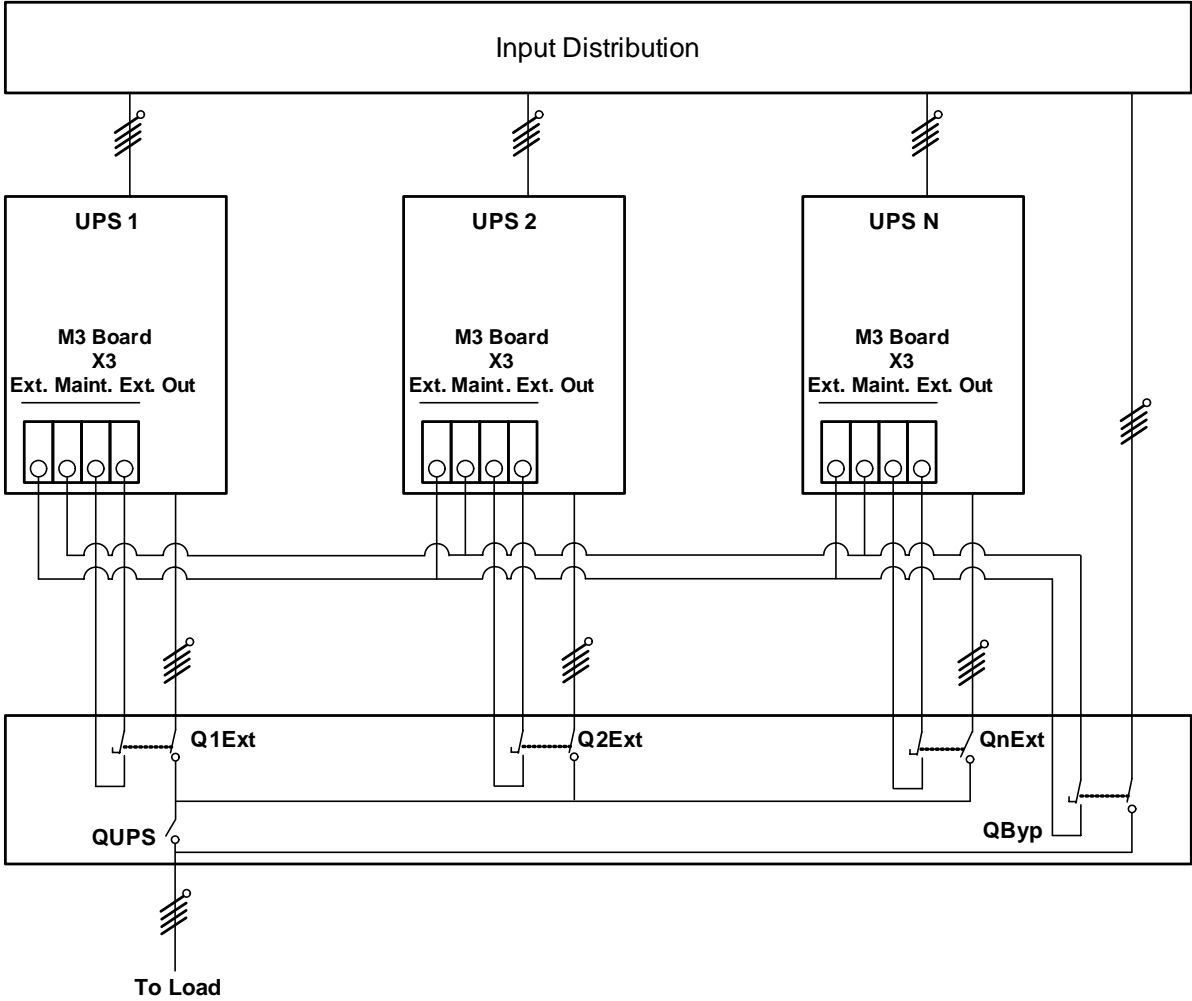 Input Distribution
UPS 1
UPS 2
UPS N
M3 Board
X3
Ext. Maint. Ext. Out
M3 Board
X3
Ext. Maint. Ext. Out
M3 Board
X3
Ext. Maint. Ext. Out
Q1Ext
Q2Ext
QnExt
QUPS
QByp
To Load